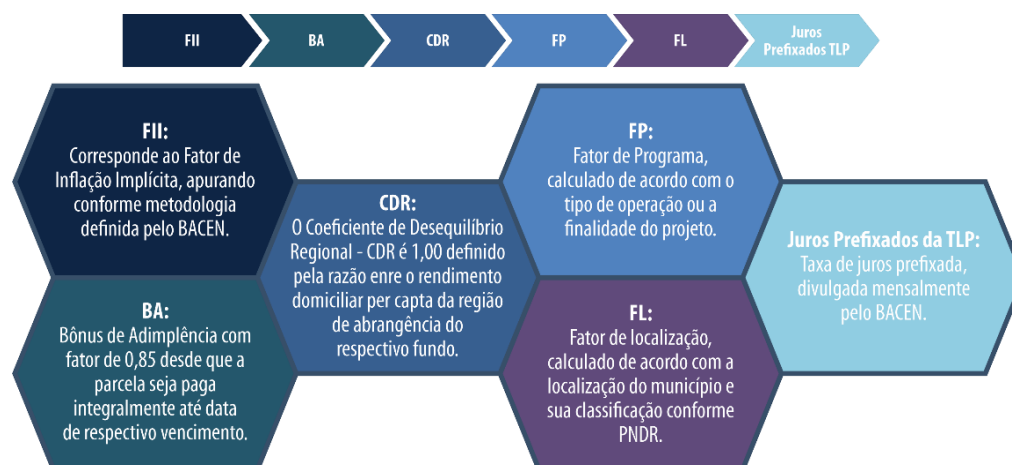 FII
BA
CDR
FP
FL
Juros
Prefixados TLP
FII:
Corresponde ao Fator de
Inflação Implícita, apurando
conforme metodologia
definida pelo BACEN.
BA:
Bônus de Adimplência com
fator de 0,85 desde que a
parcela seja paga
integralmente até data
de respectivo vencimento.
CDR:
O Coeficiente de Desequilíbrio
Regional - CDR é 1,00 definido
pela razão enre o rendimento
domiciliar per capta da região
de abrangência do
respectivo fundo.
FP:
Fator de Programa,
calculado de acordo com o
tipo de operação ou a
finalidade do projeto.
FL:
Fator de localização,
calculado de acordo com a
localização do município e
sua classificação conforme
PNDR.
Juros Prefixados da TLP:
Taxa de juros prefixada,
divulgada mensalmente
pelo BACEN.